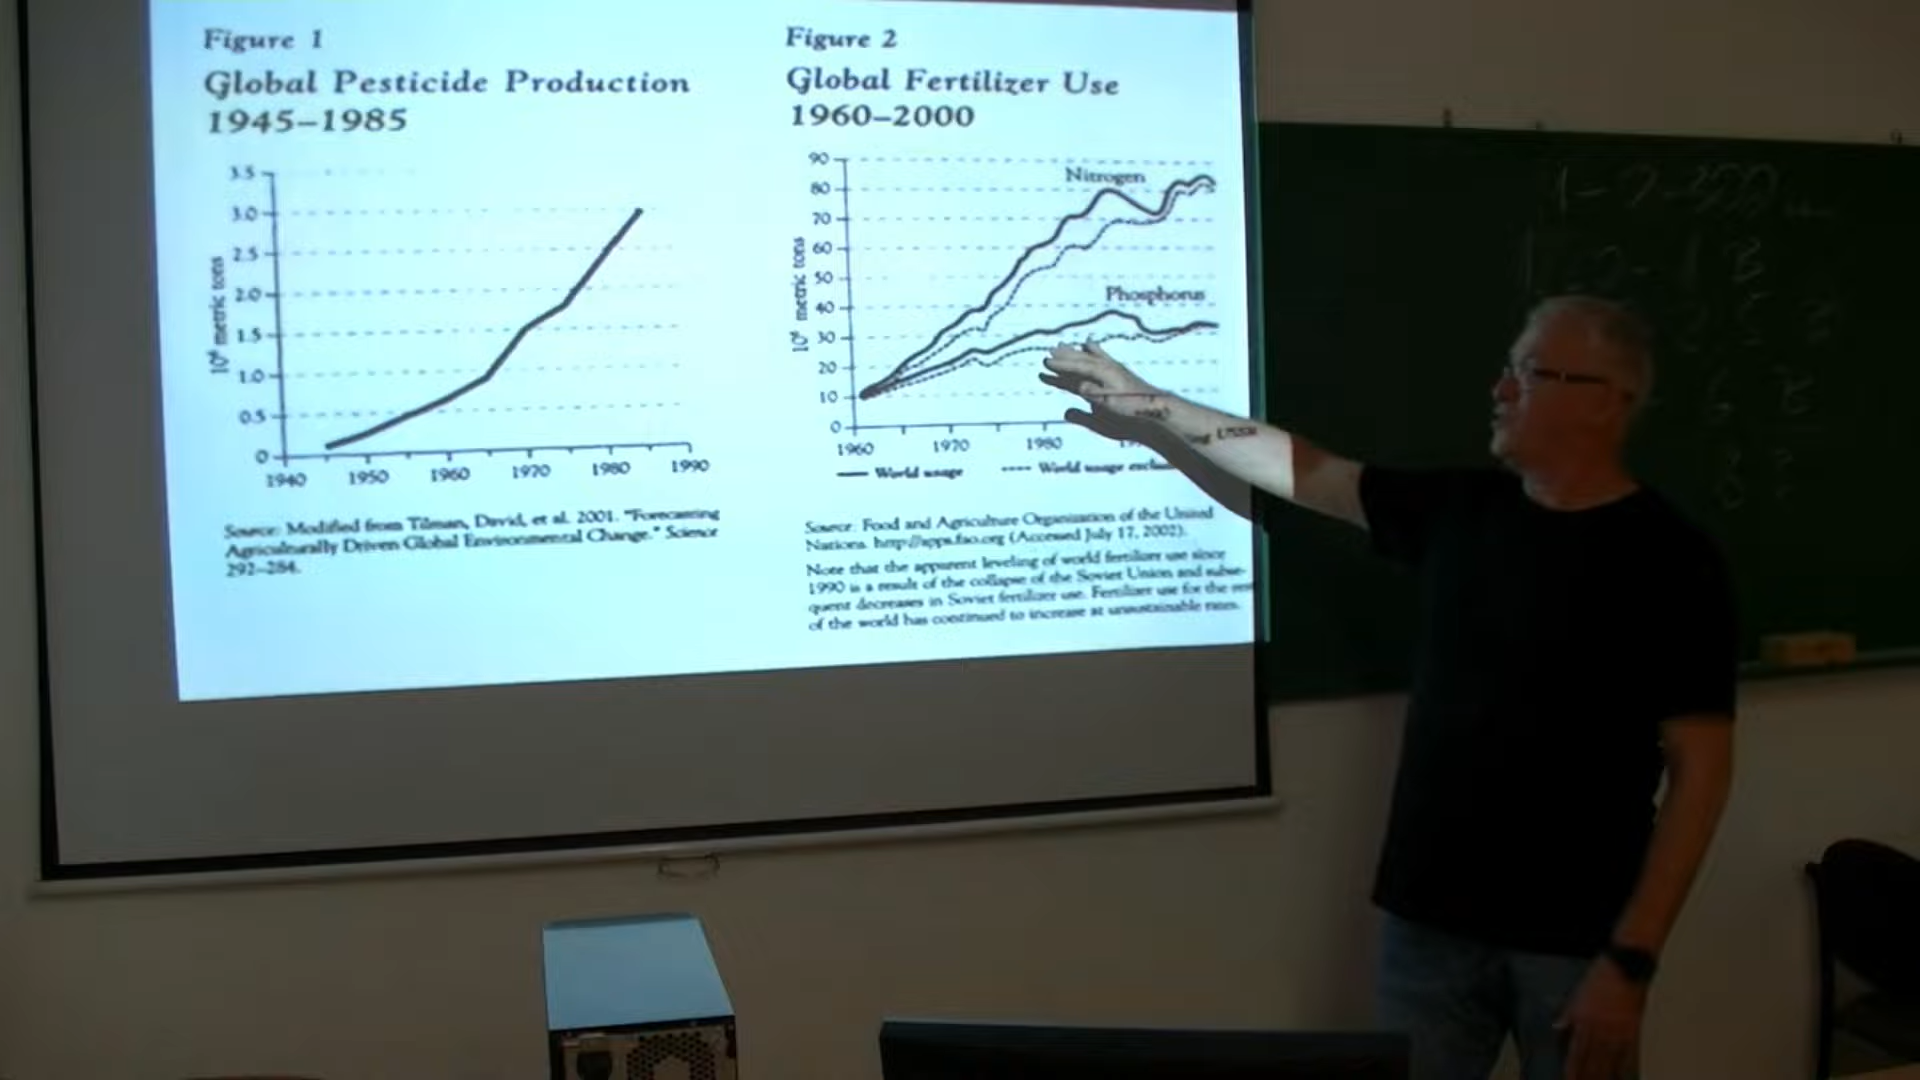 Figure 1
Global Pesticide Production
1945–1985
3.5
3.0
2.5
2.0
1.5
1.0
0.5
0
10⁶ metric tons
1940 1950 1960 1970 1980 1990
Source: Modified from Tilman, David, et al. 2001. "Forecasting
Agriculturally Driven Global Environmental Change." Science
292–284.
Figure 2
Global Fertilizer Use
1960–2000
90
80
70
60
50
40
30
20
10
0
10⁶ metric tons
Nitrogen
Phosphorus
1960 1970 1980
1990
World usage World usage
USSR
Source: Food and Agriculture Organization of the United
Nations. http://apps.fao.org (Accessed July 17, 2002).
Note that the apparent leveling of world fertilizer use since
1990 is a result of the collapse of the Soviet Union and subse-
quent decreases in Soviet fertilizer use. Fertilizer use for the rest
of the world has continued to increase at unsustainable rates.